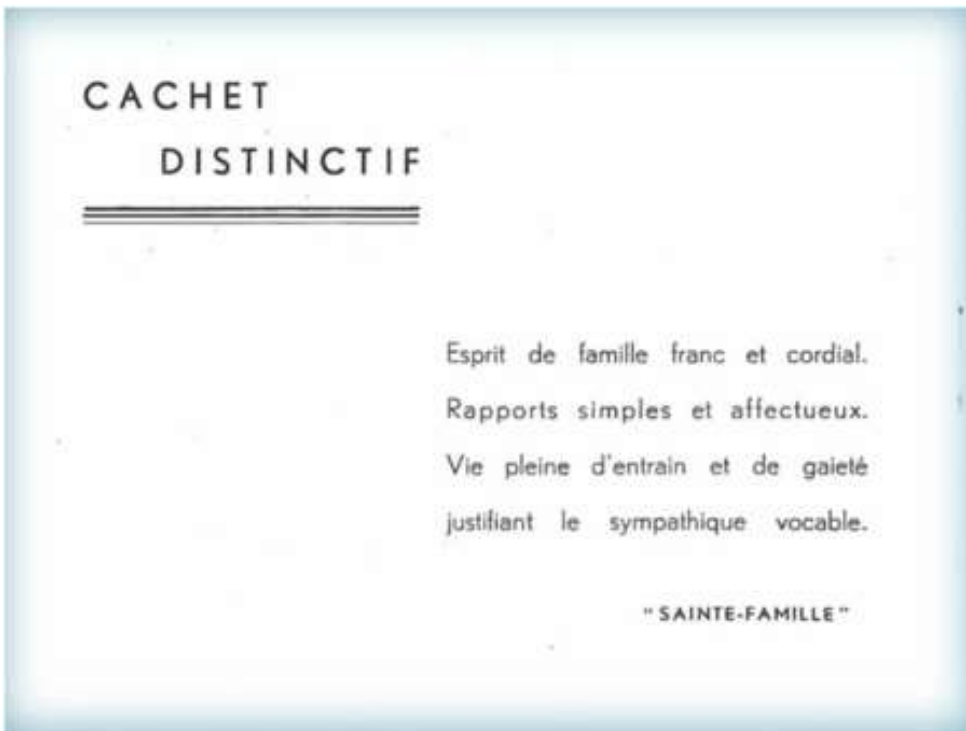 CACHET
DISTINCTIF
Esprit de famille franc et cordial.
Rapports simples et affectueux.
Vie pleine d'entrain et de gaieté
justifiant le sympathique vocable.
"SAINTE-FAMILLE"